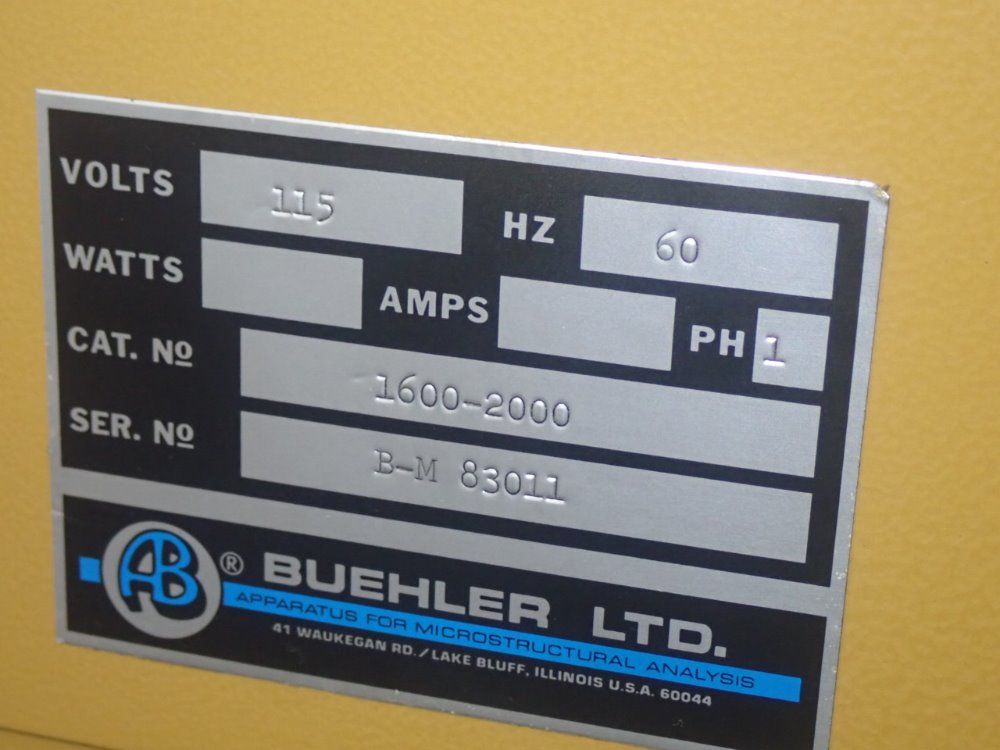 VOLTS 115 HZ 60
WATTS AMPS PH 1
CAT. Nº 1600-2000
SER. Nº B-M 83011
AB ® BUEHLER LTD.
APPARATUS FOR MICROSTRUCTURAL ANALYSIS
41 WAUKEGAN RD./LAKE BLUFF, ILLINOIS U.S.A. 60044